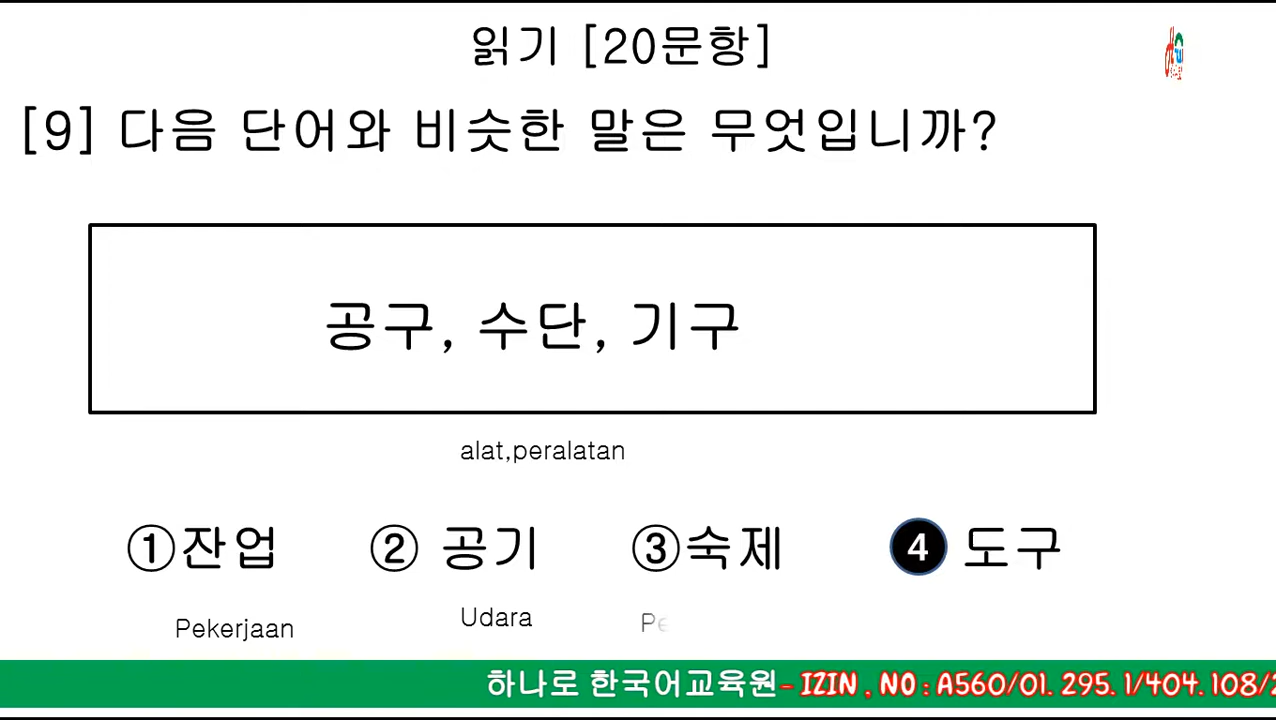 읽기 [20문항]
[9] 다음 단어와 비슷한 말은 무엇입니까?
공구, 수단, 기구
alat,peralatan
①잔업 ② 공기 ③숙제 ❹ 도구
Pekerjaan Udara Pe
하나로 한국어교육원- IZIN . NO : A560/01. 295. 1/404. 108/2